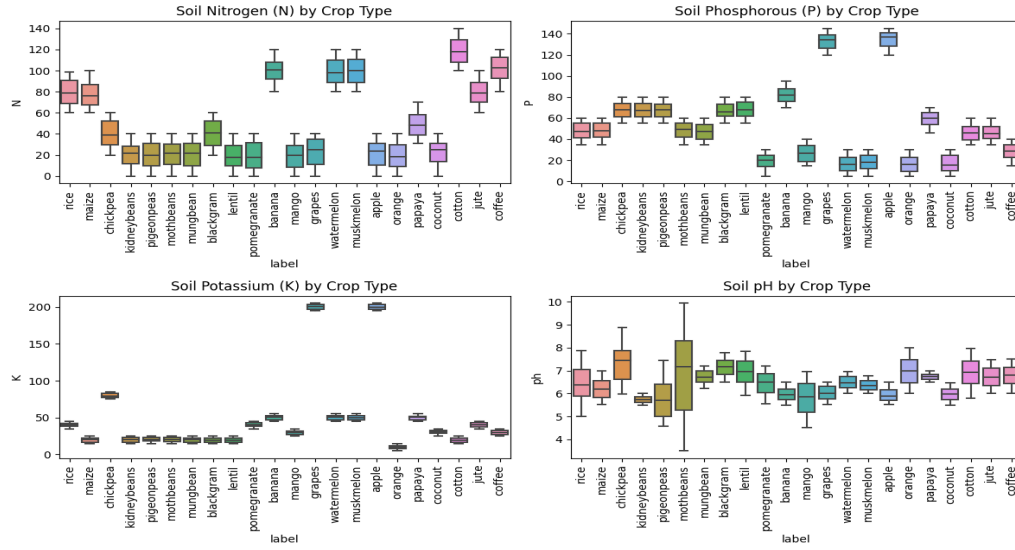 Soil Nitrogen (N) by Crop Type
N
140
120
100
80
60
40
20
0
rice maize chickpea kidneybeans pigeonpeas mothbeans mungbean blackgram lentil pomegranate banana mango grapes watermelon muskmelon apple orange papaya coconut cotton jute coffee
label
Soil Phosphorous (P) by Crop Type
P
140
120
100
80
60
40
20
0
rice maize chickpea kidneybeans pigeonpeas mothbeans mungbean blackgram lentil pomegranate banana mango grapes watermelon muskmelon apple orange papaya coconut cotton jute coffee
label
Soil Potassium (K) by Crop Type
K
200
150
100
50
0
rice maize chickpea kidneybeans pigeonpeas mothbeans mungbean blackgram lentil pomegranate banana mango grapes watermelon muskmelon apple orange papaya coconut cotton jute coffee
label
Soil pH by Crop Type
ph
10
9
8
7
6
5
4
rice maize chickpea kidneybeans pigeonpeas mothbeans mungbean blackgram lentil pomegranate banana mango grapes watermelon muskmelon apple orange papaya coconut cotton jute coffee
label